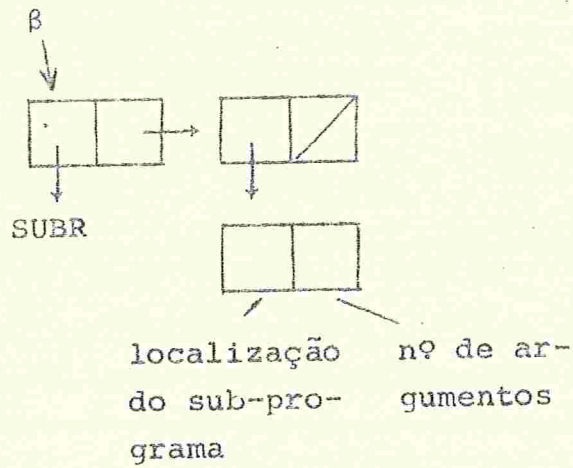 β
SUBR
localização
do sub-pro-
grama
nº de ar-
gumentos